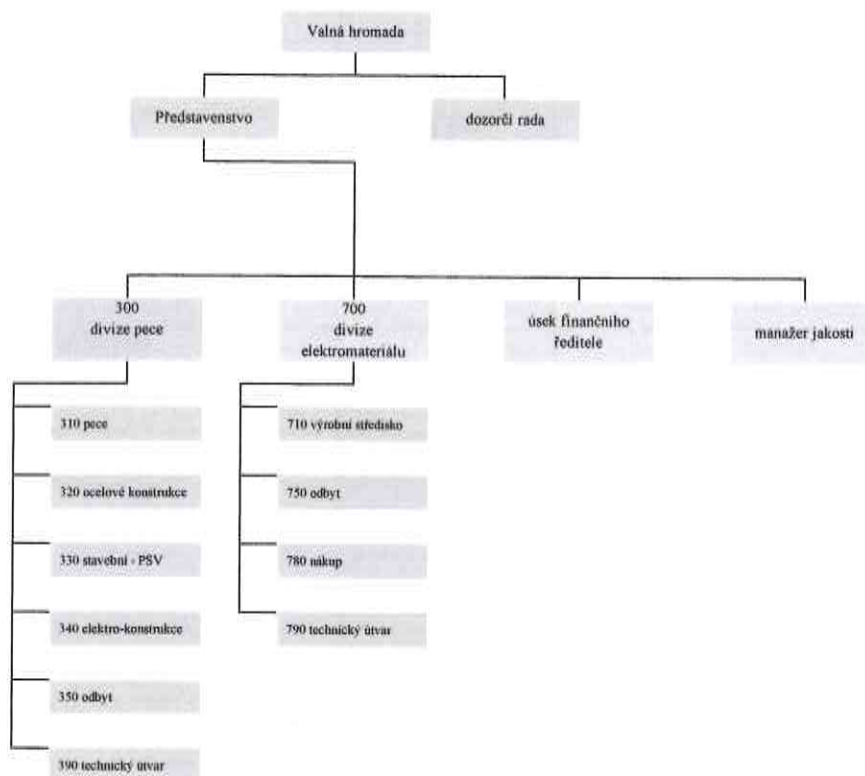 Valná hromada
Představenstvo
dozorčí rada
300
divize pece
700
divize
elektromateriálu
úsek finančního
ředitele
manažer jakosti
310 pece
320 ocelové konstrukce
330 stavební - PSV
340 elektro-konstrukce
350 odbyt
390 technický útvar
710 výrobní středisko
750 odbyt
780 nákup
790 technický útvar